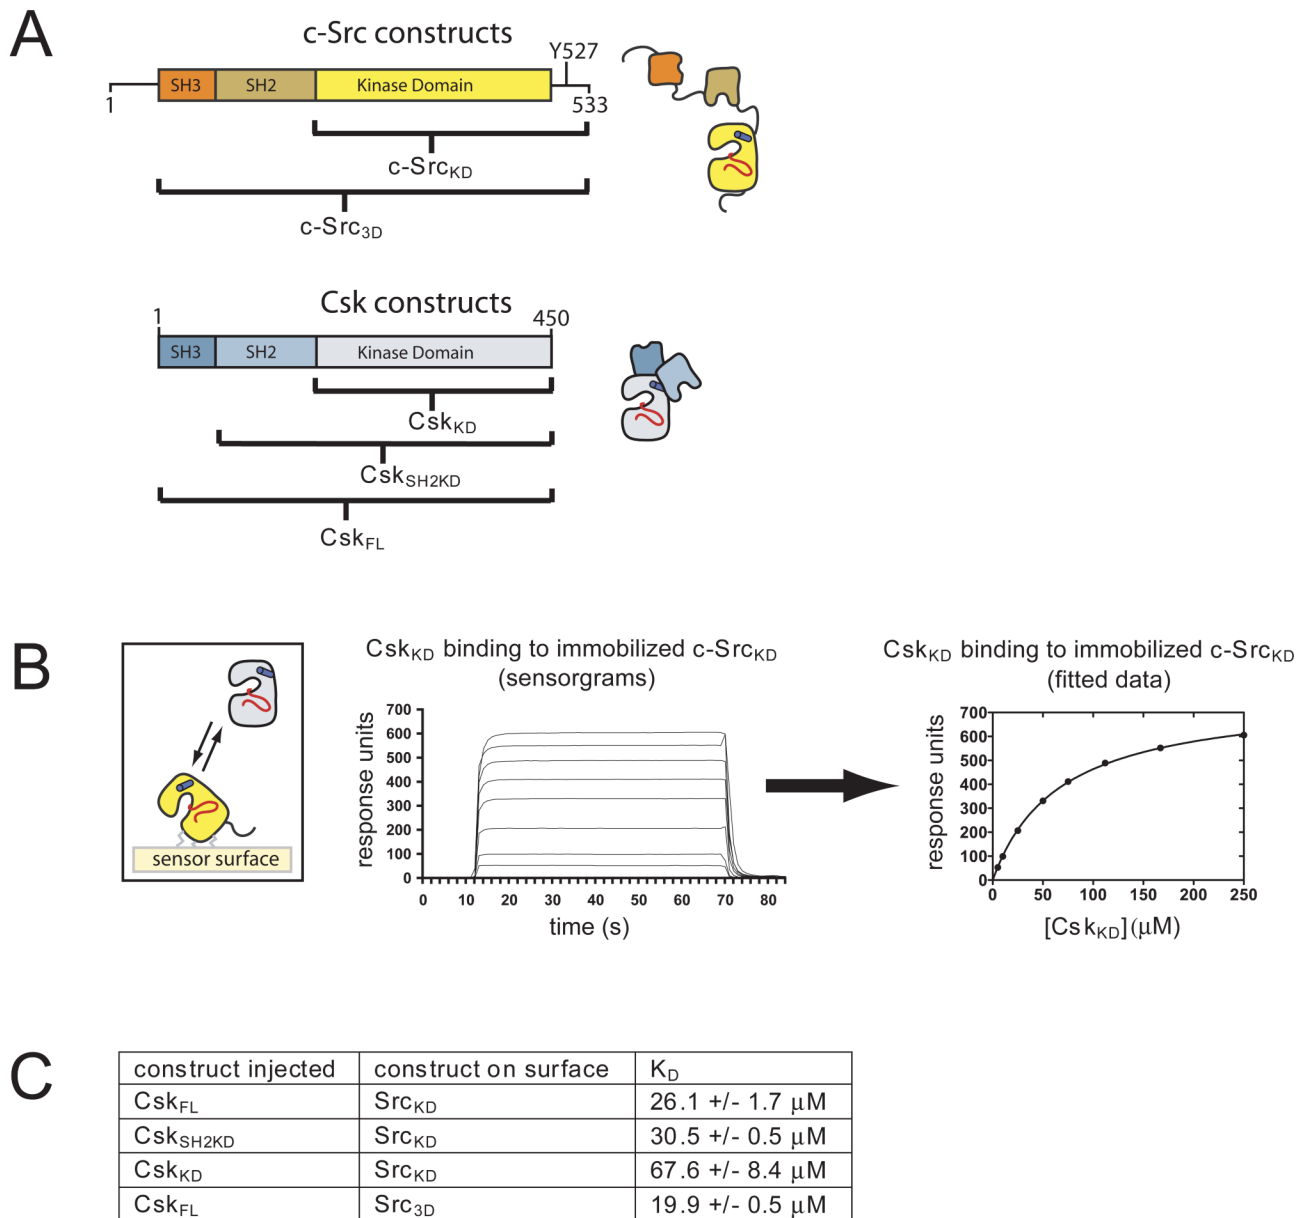 A
c-Src constructs
Y527
SH3 SH2 Kinase Domain
1 533
c-SrcKD
c-Src3D
Csk constructs
1 450
SH3 SH2 Kinase Domain
CskKD
CskSH2KD
CskFL
B
sensor surface
CskKD binding to immobilized c-SrcKD
(sensorgrams)
response units
700
600
500
400
300
200
100
0
0 10 20 30 40 50 60 70 80
time (s)
CskKD binding to immobilized c-SrcKD
(fitted data)
response units
700
600
500
400
300
200
100
0
0 50 100 150 200 250
[CskKD] (μM)
C
construct injected construct on surface KD
CskFL SrcKD 26.1 +/- 1.7 μM
CskSH2KD SrcKD 30.5 +/- 0.5 μM
CskKD SrcKD 67.6 +/- 8.4 μM
CskFL Src3D 19.9 +/- 0.5 μM